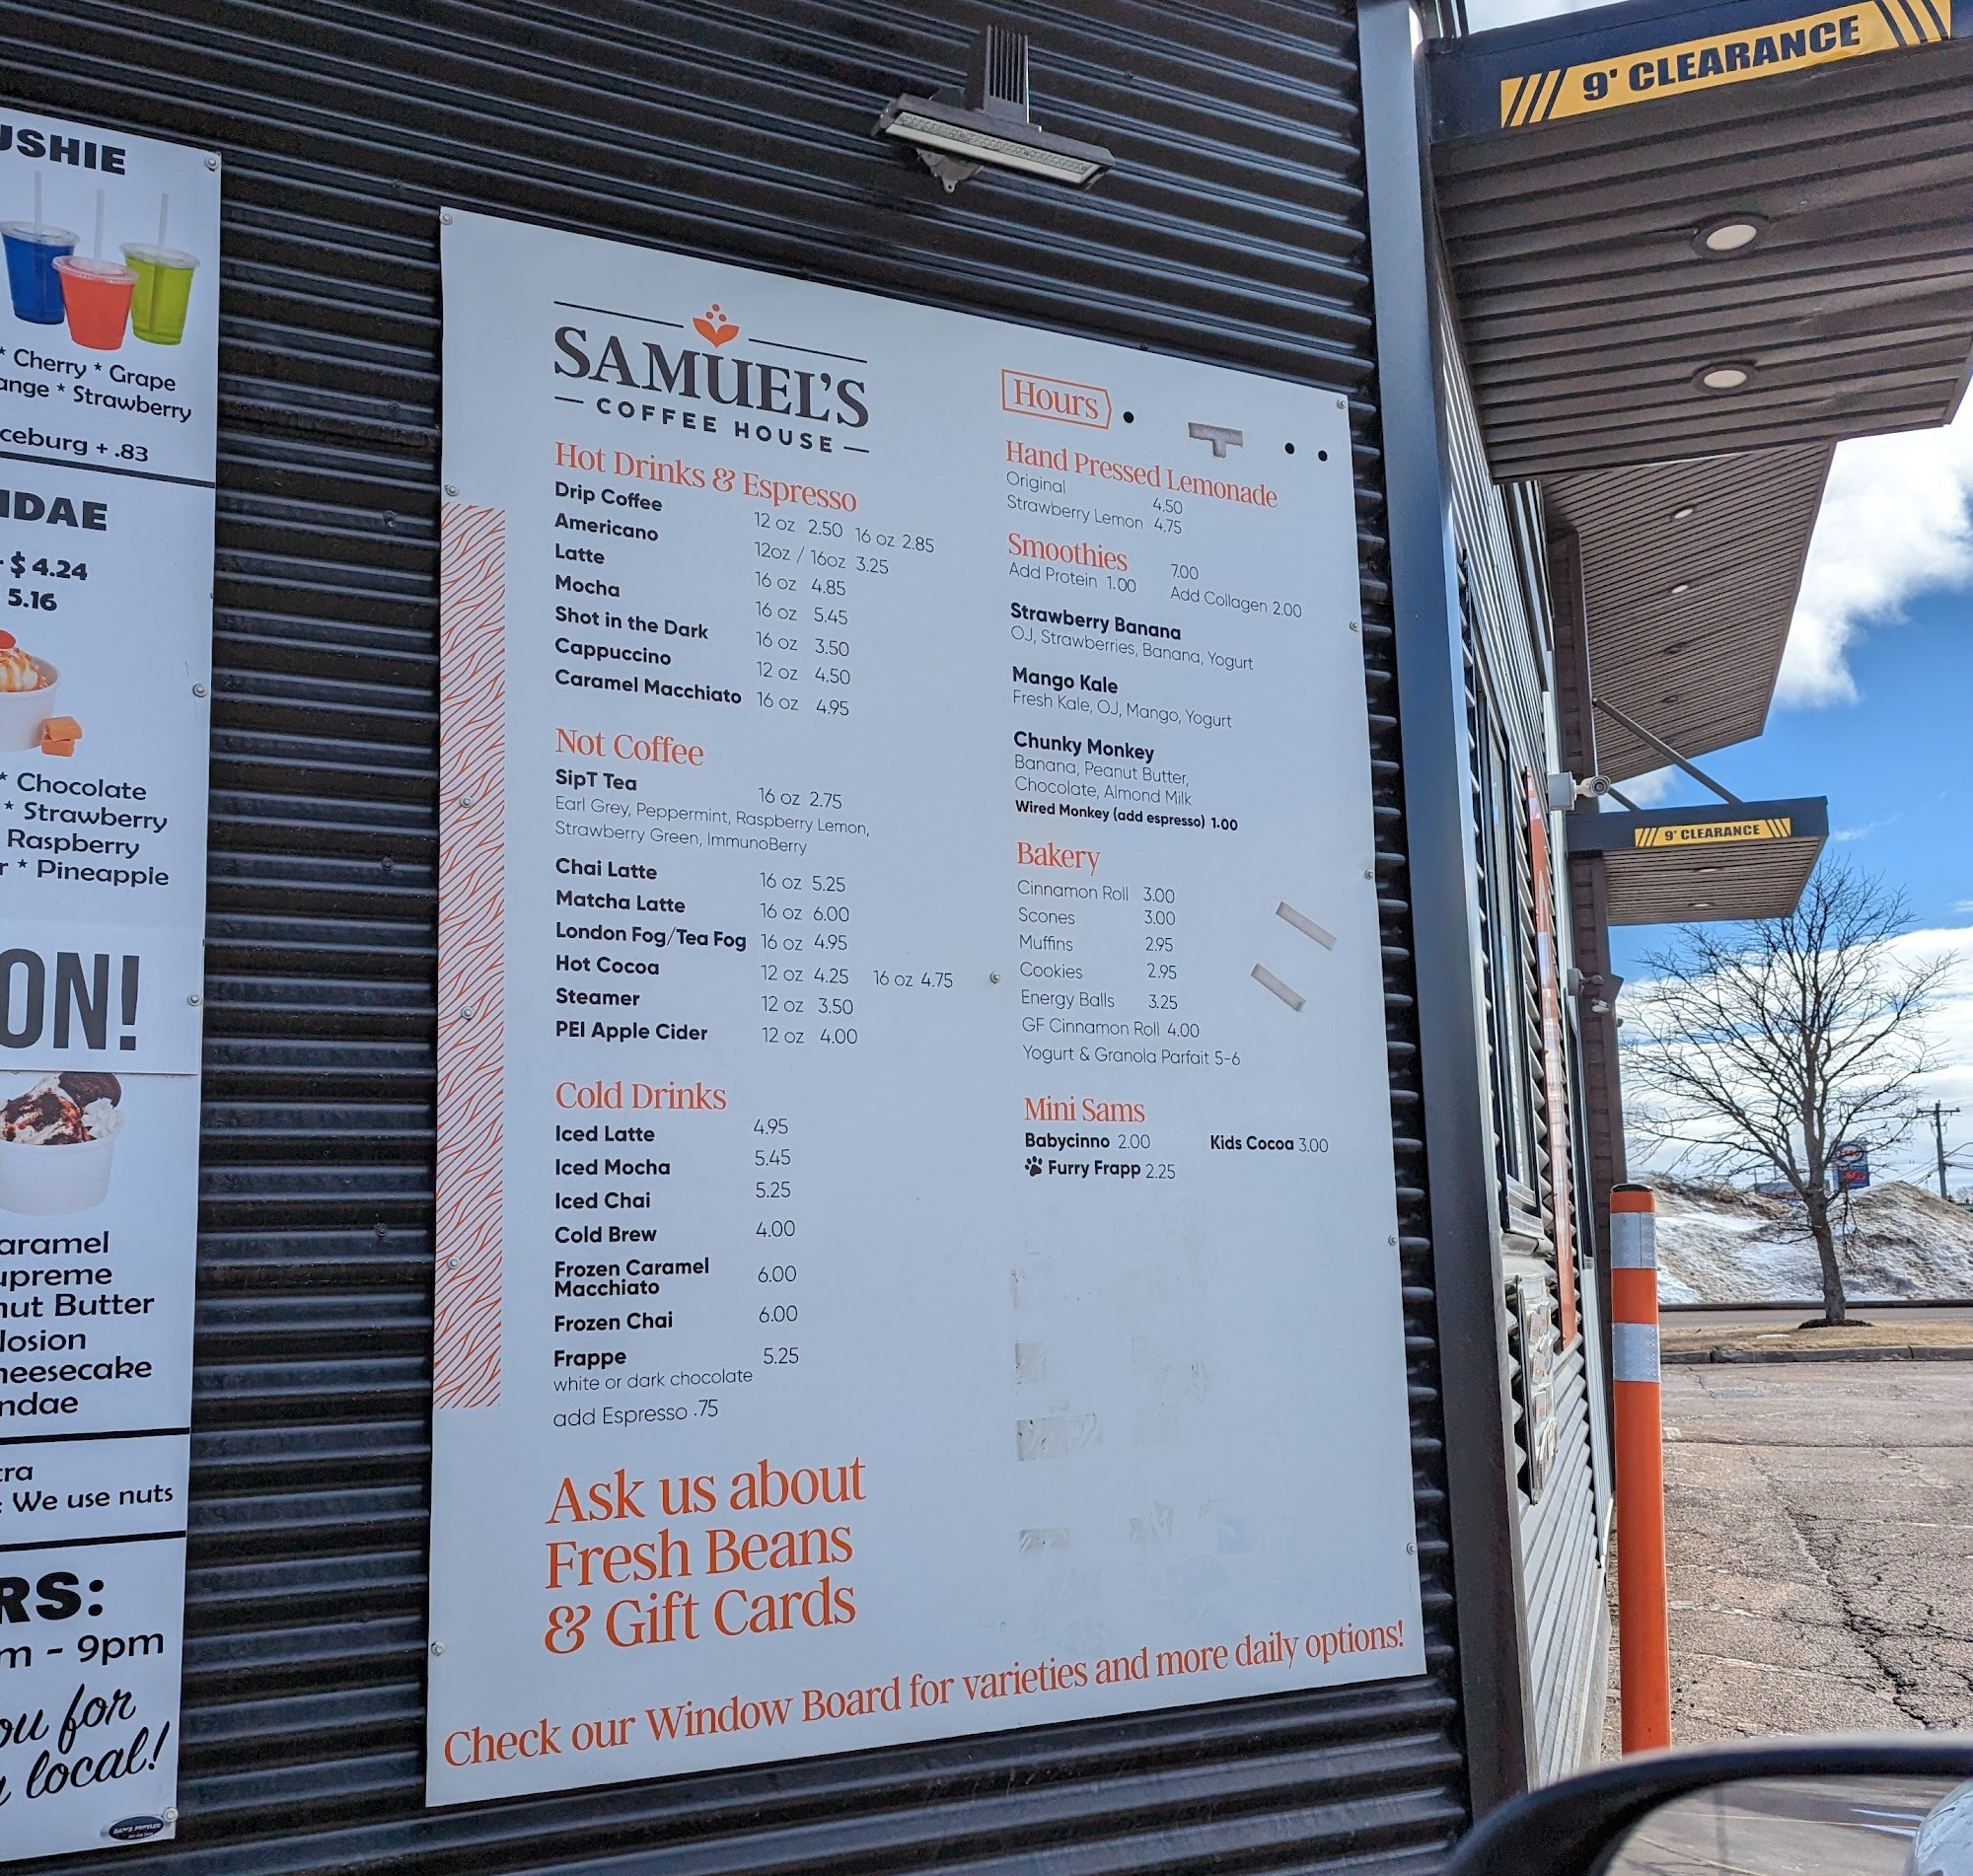 USHIE
* Cherry * Grape
ange * Strawberry
ceburg + .83
NDAE
- $ 4.24
5.16
* Chocolate
* Strawberry
Raspberry
r * Pineapple
ON!
aramel
upreme
nut Butter
losion
heesecake
ndae
tra
: We use nuts
RS:
m - 9pm
ou for
local!
SAMUEL'S
COFFEE HOUSE
Hot Drinks & Espresso
Drip Coffee 12 oz 2.50 16 oz 2.85
Americano 12oz / 16oz 3.25
Latte 16 oz 4.85
Mocha 16 oz 5.45
Shot in the Dark 16 oz 3.50
Cappuccino 12 oz 4.50
Caramel Macchiato 16 oz 4.95
Not Coffee
SipT Tea 16 oz 2.75
Earl Grey, Peppermint, Raspberry Lemon,
Strawberry Green, ImmunoBerry
Chai Latte 16 oz 5.25
Matcha Latte 16 oz 6.00
London Fog/Tea Fog 16 oz 4.95
Hot Cocoa 12 oz 4.25 16 oz 4.75
Steamer 12 oz 3.50
PEI Apple Cider 12 oz 4.00
Cold Drinks
Iced Latte 4.95
Iced Mocha 5.45
Iced Chai 5.25
Cold Brew 4.00
Frozen Caramel
Macchiato 6.00
Frozen Chai 6.00
Frappe 5.25
white or dark chocolate
add Espresso .75
Ask us about
Fresh Beans
& Gift Cards
Hours
Hand Pressed Lemonade
Original 4.50
Strawberry Lemon 4.75
Smoothies 7.00
Add Protein 1.00 Add Collagen 2.00
Strawberry Banana
OJ, Strawberries, Banana, Yogurt
Mango Kale
Fresh Kale, OJ, Mango, Yogurt
Chunky Monkey
Banana, Peanut Butter,
Chocolate, Almond Milk
Wired Monkey (add espresso) 1.00
Bakery
Cinnamon Roll 3.00
Scones 3.00
Muffins 2.95
Cookies 2.95
Energy Balls 3.25
GF Cinnamon Roll 4.00
Yogurt & Granola Parfait 5-6
Mini Sams
Babycinno 2.00 Kids Cocoa 3.00
Furry Frapp 2.25
Check our Window Board for varieties and more daily options!
9' CLEARANCE
9' CLEARANCE